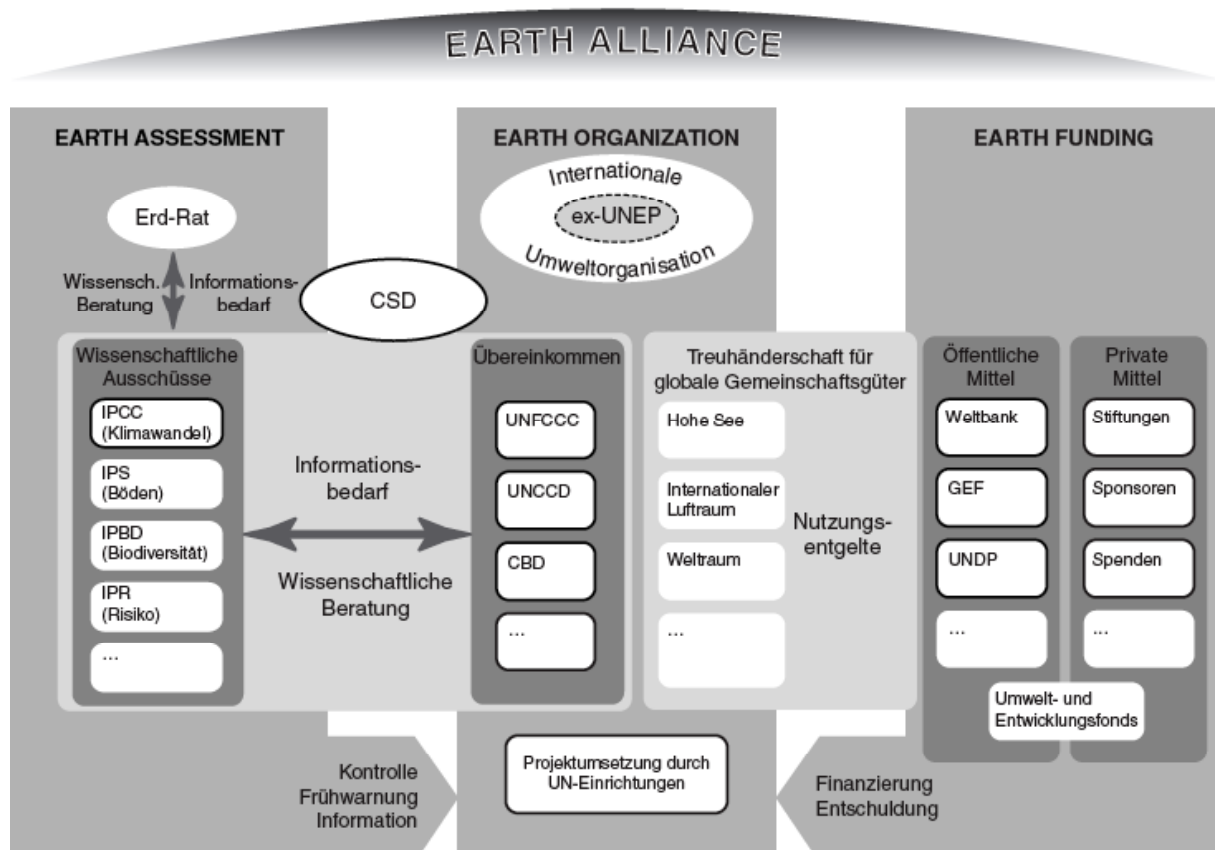 EARTH ALLIANCE
EARTH ASSESSMENT
Erd-Rat
Wissensch.
Beratung
Informations-
bedarf
Wissenschaftliche
Ausschüsse
IPCC
(Klimawandel)
IPS
(Böden)
IPBD
(Biodiversität)
IPR
(Risiko)
...
CSD
Informations-
bedarf
Wissenschaftliche
Beratung
Kontrolle
Frühwarnung
Information
EARTH ORGANIZATION
Internationale
ex-UNEP
Umweltorganisation
Übereinkommen
UNFCCC
UNCCD
CBD
...
Treuhänderschaft für
globale Gemeinschaftsgüter
Hohe See
Internationaler
Luftraum
Weltraum
...
Nutzungs-
entgelte
Projektumsetzung durch
UN-Einrichtungen
EARTH FUNDING
Öffentliche
Mittel
Weltbank
GEF
UNDP
...
Private
Mittel
Stiftungen
Sponsoren
Spenden
...
Umwelt- und
Entwicklungsfonds
Finanzierung
Entschuldung